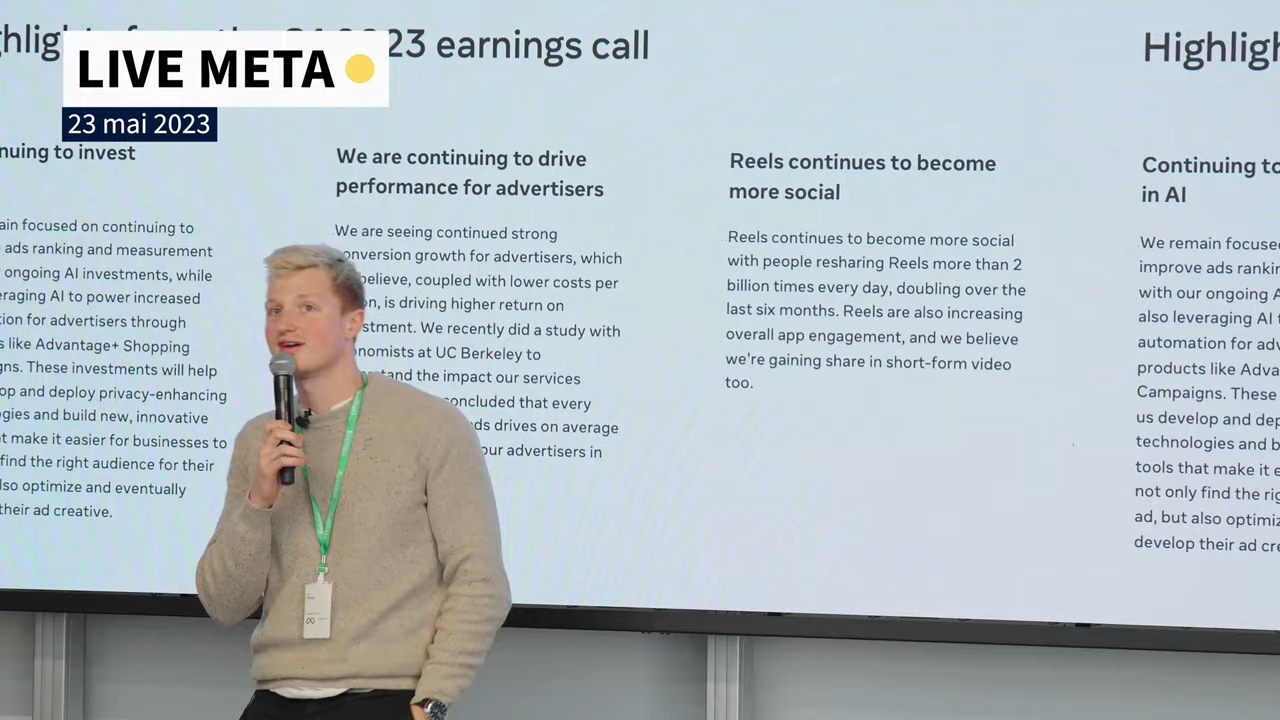 LIVE META
23 mai 2023
23 earnings call
to invest
ain focused on continuing to
ads ranking and measurement
ongoing AI investments, while
eraging AI to power increased
tion for advertisers through
like Advantage+ Shopping
gns. These investments will help
op and deploy privacy-enhancing
gies and build new, innovative
at make it easier for businesses to
find the right audience for their
lso optimize and eventually
their ad creative.
We are continuing to drive
performance for advertisers
We are seeing continued strong
onversion growth for advertisers, which
believe, coupled with lower costs per
on, is driving higher return on
stment. We recently did a study with
onomists at UC Berkeley to
tand the impact our services
oncluded that every
ds drives on average
our advertisers in
Reels continues to become
more social
Reels continues to become more social
with people resharing Reels more than 2
billion times every day, doubling over the
last six months. Reels are also increasing
overall app engagement, and we believe
we're gaining share in short-form video
too.
Highlig
Continuing to
in AI
We remain focuse
improve ads rankin
with our ongoing A
also leveraging AI t
automation for adv
products like Adva
Campaigns. These
us develop and dep
technologies and b
tools that make it e
not only find the rig
ad, but also optimiz
develop their ad cre